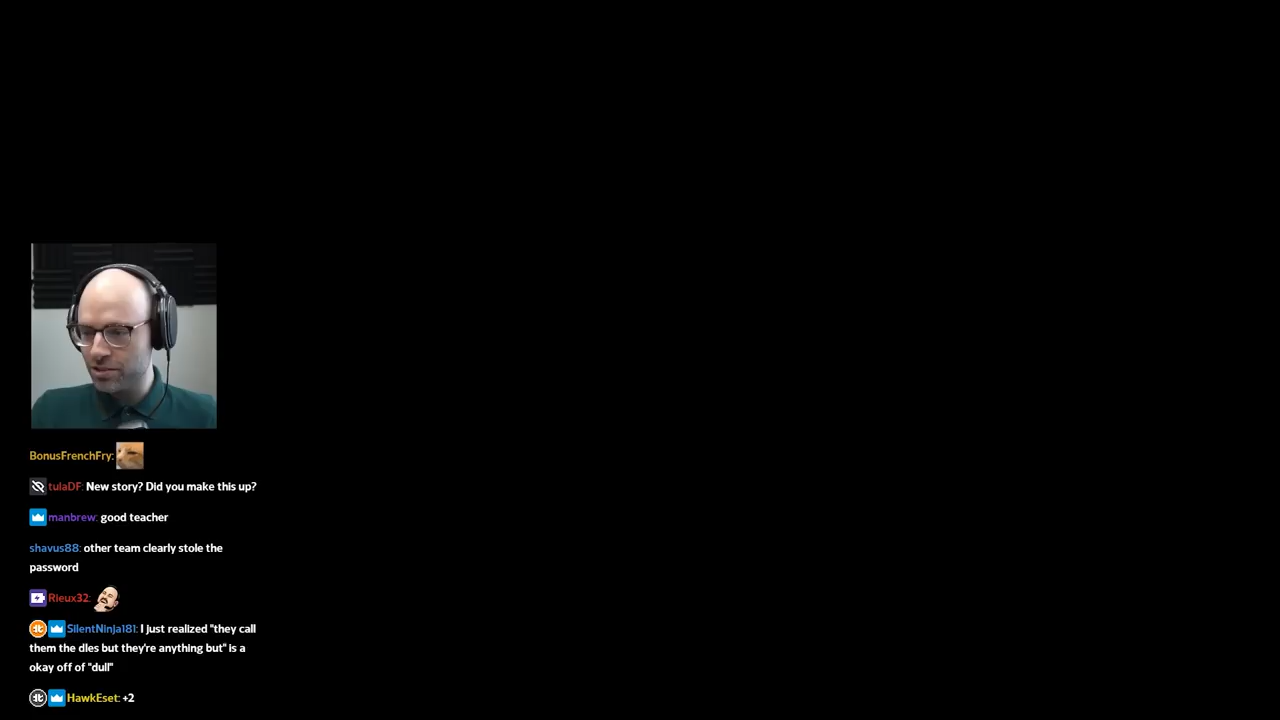 BonusFrenchFry:
tulaDF: New story? Did you make this up?
manbrew: good teacher
shavus88: other team clearly stole the
password
Rieux32:
SilentNinja181: I just realized "they call
them the dles but they're anything but" is a
okay off of "dull"
HawkEset: +2